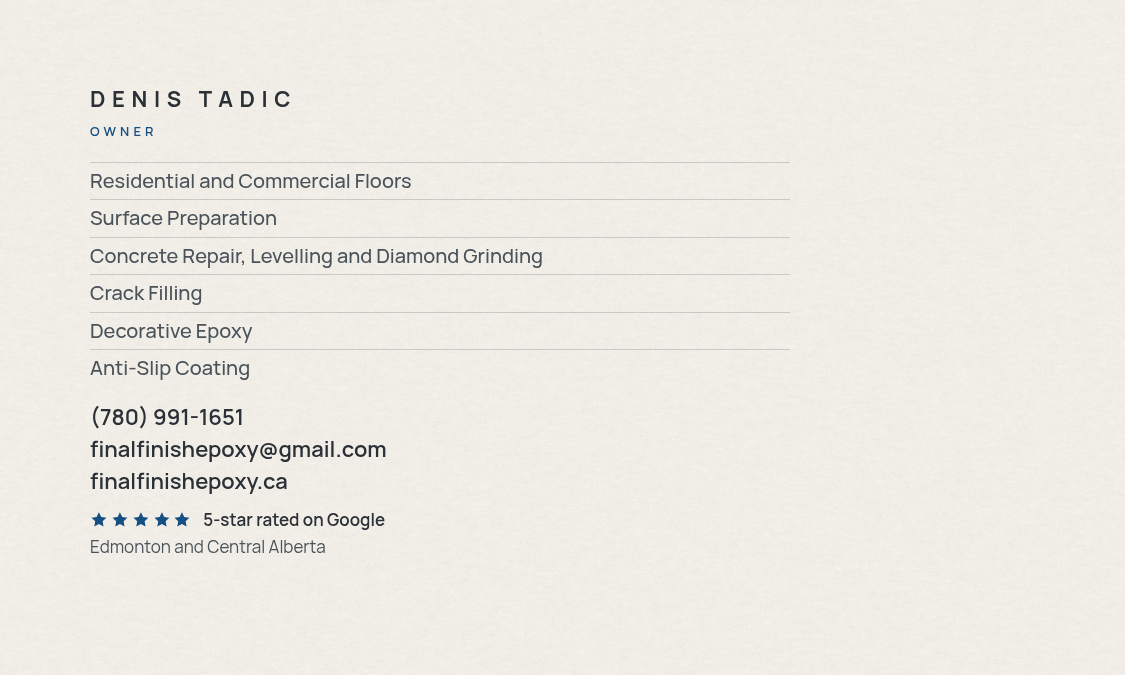 DENIS TADIC
OWNER
Residential and Commercial Floors
Surface Preparation
Concrete Repair, Levelling and Diamond Grinding
Crack Filling
Decorative Epoxy
Anti-Slip Coating
(780) 991-1651
finalfinishepoxy@gmail.com
finalfinishepoxy.ca
★★★★★ 5-star rated on Google
Edmonton and Central Alberta